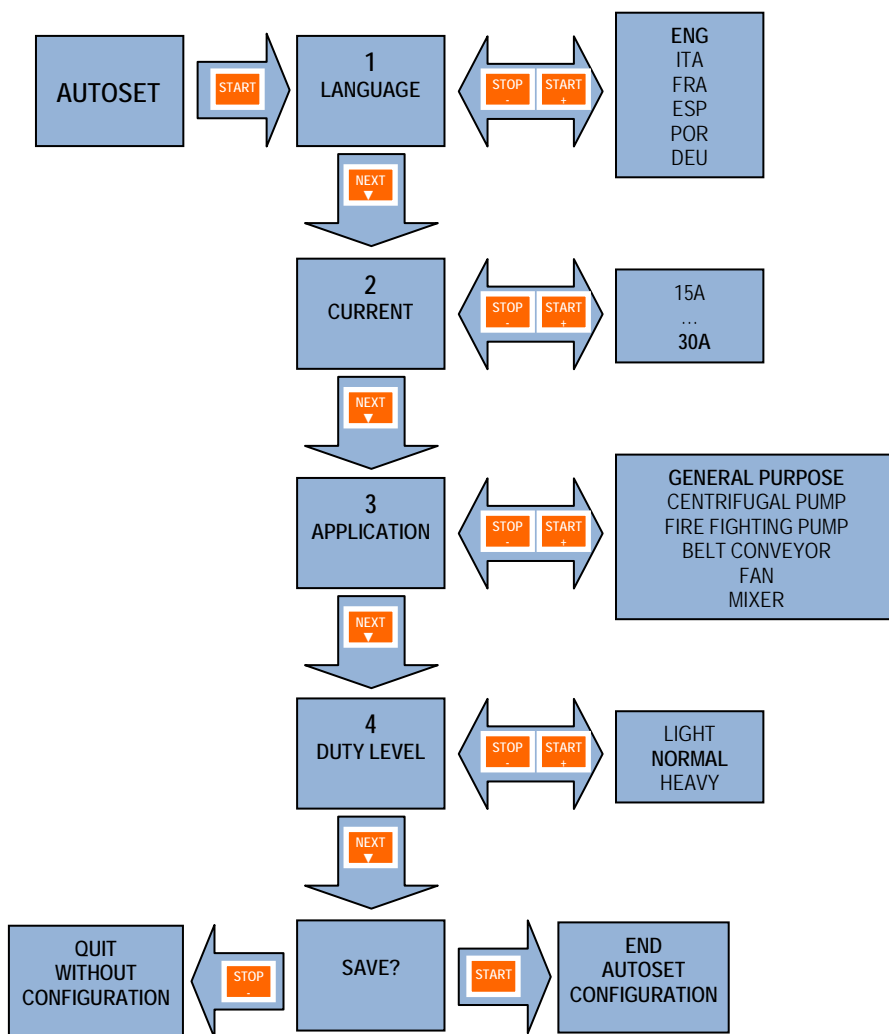 AUTOSET
START
1
LANGUAGE
STOP
-
START
+
ENG
ITA
FRA
ESP
POR
DEU
NEXT
▼
2
CURRENT
STOP
-
START
+
15A
...
30A
NEXT
▼
3
APPLICATION
STOP
-
START
+
GENERAL PURPOSE
CENTRIFUGAL PUMP
FIRE FIGHTING PUMP
BELT CONVEYOR
FAN
MIXER
NEXT
▼
4
DUTY LEVEL
STOP
-
START
+
LIGHT
NORMAL
HEAVY
NEXT
▼
QUIT
WITHOUT
CONFIGURATION
STOP
-
SAVE?
START
END
AUTOSET
CONFIGURATION